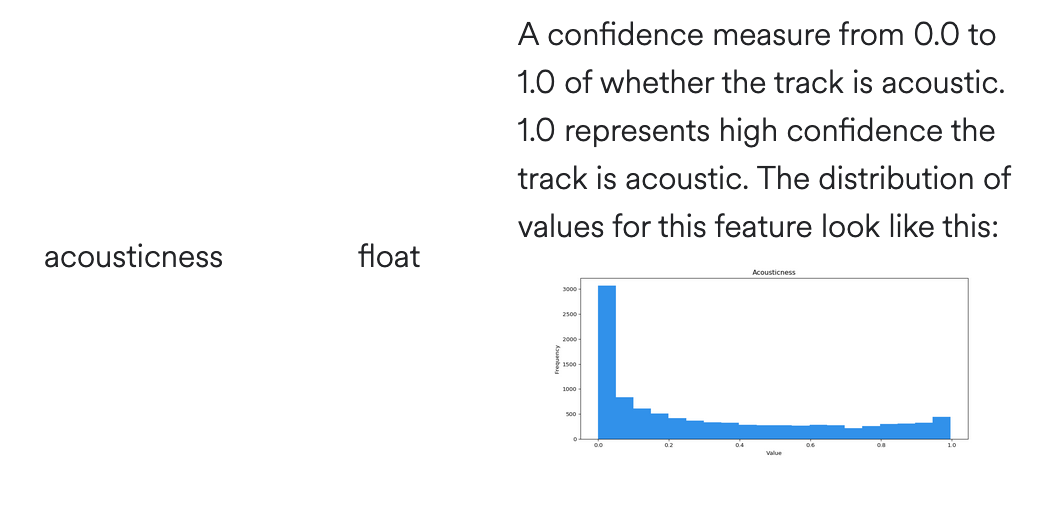 A confidence measure from 0.0 to
1.0 of whether the track is acoustic.
1.0 represents high confidence the
track is acoustic. The distribution of
values for this feature look like this:
acousticness
float
Acousticness
3000
2500
2000
1500
1000
500
0
Frequency
0.0 0.2 0.4 0.6 0.8 1.0
Value